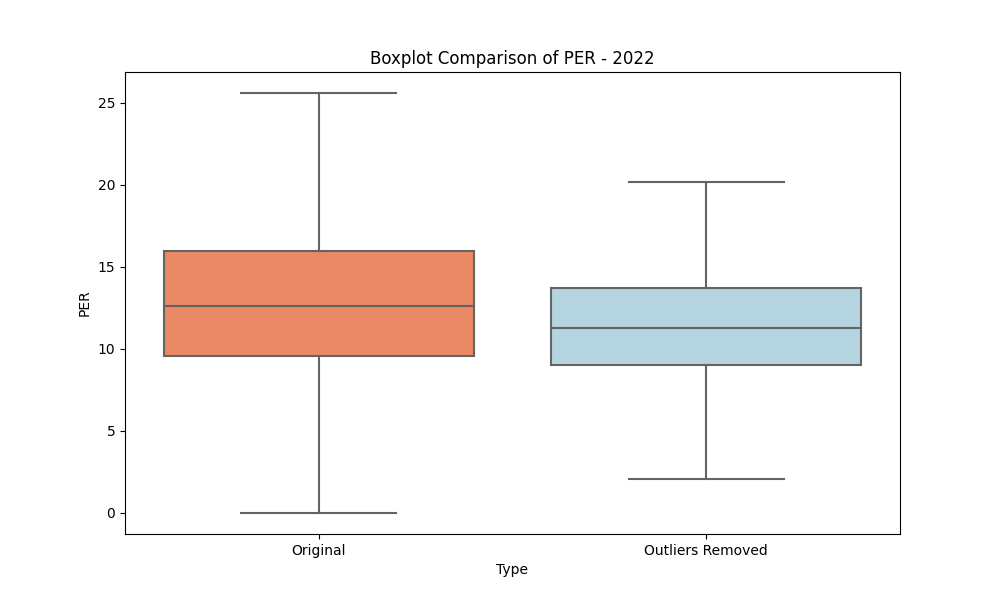 Boxplot Comparison of PER - 2022
25
20
15
10
5
0
PER
Original
Outliers Removed
Type